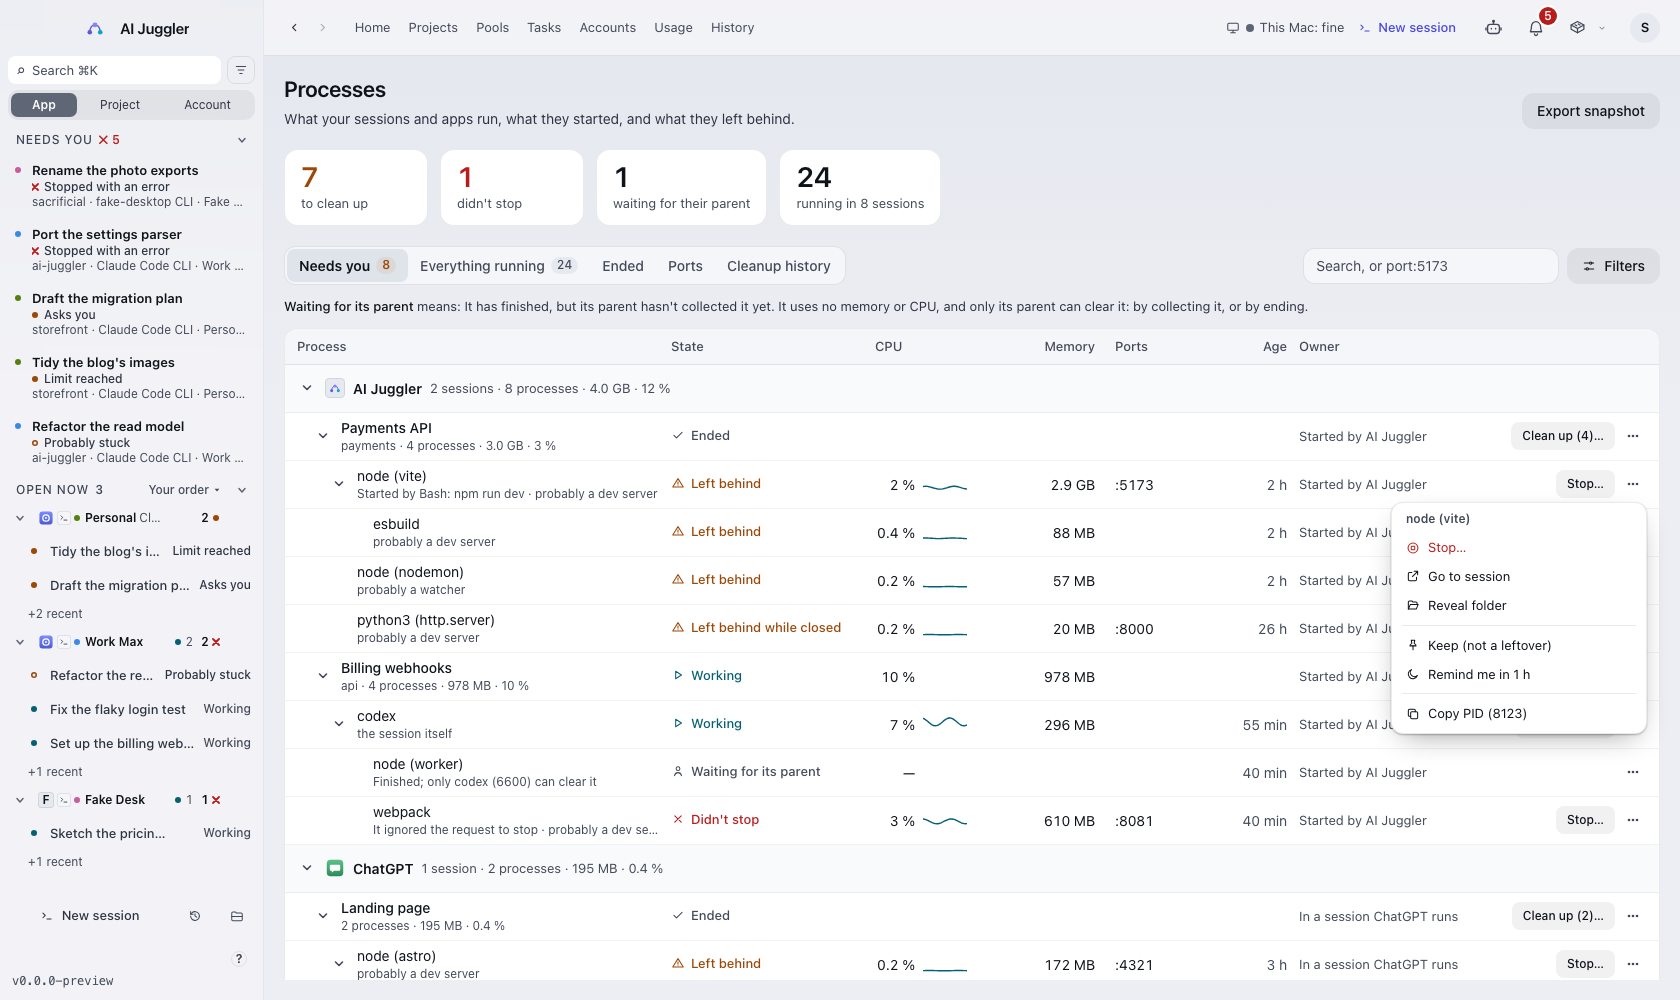 AI Juggler
Search ⌘K
App Project Account
NEEDS YOU 5
Rename the photo exports
Stopped with an error
sacrificial · fake-desktop CLI · Fake ...
Port the settings parser
Stopped with an error
ai-juggler · Claude Code CLI · Work ...
Draft the migration plan
Asks you
storefront · Claude Code CLI · Perso...
Tidy the blog's images
Limit reached
storefront · Claude Code CLI · Perso...
Refactor the read model
Probably stuck
ai-juggler · Claude Code CLI · Work ...
OPEN NOW 3 Your order
Personal Cl... 2
Tidy the blog's i... Limit reached
Draft the migration p... Asks you
+2 recent
Work Max 2 2
Refactor the re... Probably stuck
Fix the flaky login test Working
Set up the billing web... Working
+1 recent
F Fake Desk 1 1
Sketch the pricin... Working
+1 recent
New session
?
v0.0.0-preview
Home Projects Pools Tasks Accounts Usage History
This Mac: fine New session 5 S
Processes
What your sessions and apps run, what they started, and what they left behind.
Export snapshot
7 to clean up
1 didn't stop
1 waiting for their parent
24 running in 8 sessions
Needs you 8 Everything running 24 Ended Ports Cleanup history
Search, or port:5173 Filters
Waiting for its parent means: It has finished, but its parent hasn't collected it yet. It uses no memory or CPU, and only its parent can clear it: by collecting it, or by ending.
Process State CPU Memory Ports Age Owner
AI Juggler 2 sessions · 8 processes · 4.0 GB · 12 %
Payments API Ended Started by AI Juggler Clean up (4)...
payments · 4 processes · 3.0 GB · 3 %
node (vite) Left behind 2 % 2.9 GB :5173 2 h Started by AI Juggler Stop...
Started by Bash: npm run dev · probably a dev server
esbuild Left behind 0.4 % 88 MB 2 h Started by AI Ju
probably a dev server
node (nodemon) Left behind 0.2 % 57 MB 2 h Started by AI Ju
probably a watcher
python3 (http.server) Left behind while closed 0.2 % 20 MB :8000 26 h Started by AI Ju
probably a dev server
Billing webhooks Working 10 % 978 MB Started by AI Ju
api · 4 processes · 978 MB · 10 %
codex Working 7 % 296 MB 55 min Started by AI Ju
the session itself
node (worker) Waiting for its parent — 40 min Started by AI Juggler
Finished; only codex (6600) can clear it
webpack Didn't stop 3 % 610 MB :8081 40 min Started by AI Juggler Stop...
It ignored the request to stop · probably a dev se...
ChatGPT 1 session · 2 processes · 195 MB · 0.4 %
Landing page Ended In a session ChatGPT runs Clean up (2)...
2 processes · 195 MB · 0.4 %
node (astro) Left behind 0.2 % 172 MB :4321 3 h In a session ChatGPT runs Stop...
probably a dev server
node (vite)
Stop...
Go to session
Reveal folder
Keep (not a leftover)
Remind me in 1 h
Copy PID (8123)